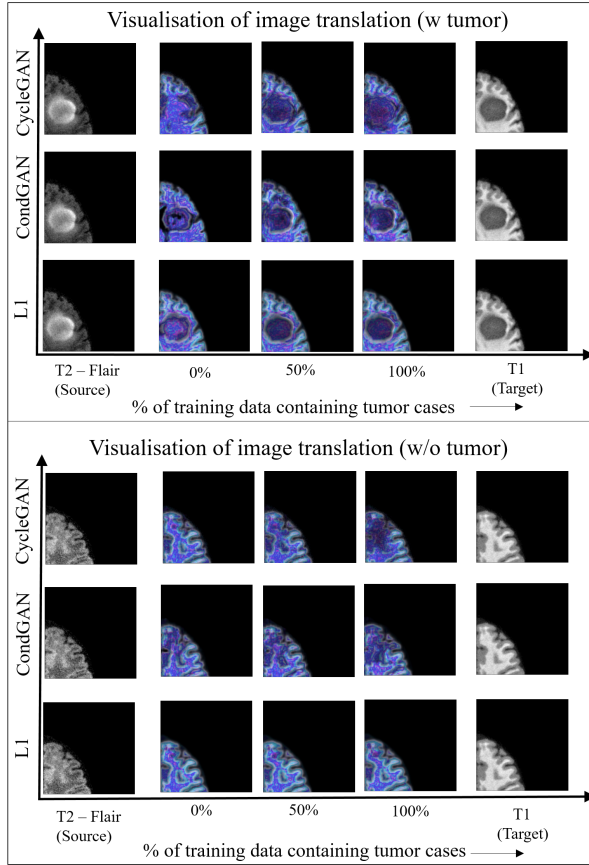 Visualisation of image translation (w tumor)
CycleGAN
CondGAN
L1
T2 – Flair
(Source)
0%
50%
100%
T1
(Target)
% of training data containing tumor cases
Visualisation of image translation (w/o tumor)
CycleGAN
CondGAN
L1
T2 – Flair
(Source)
0%
50%
100%
T1
(Target)
% of training data containing tumor cases